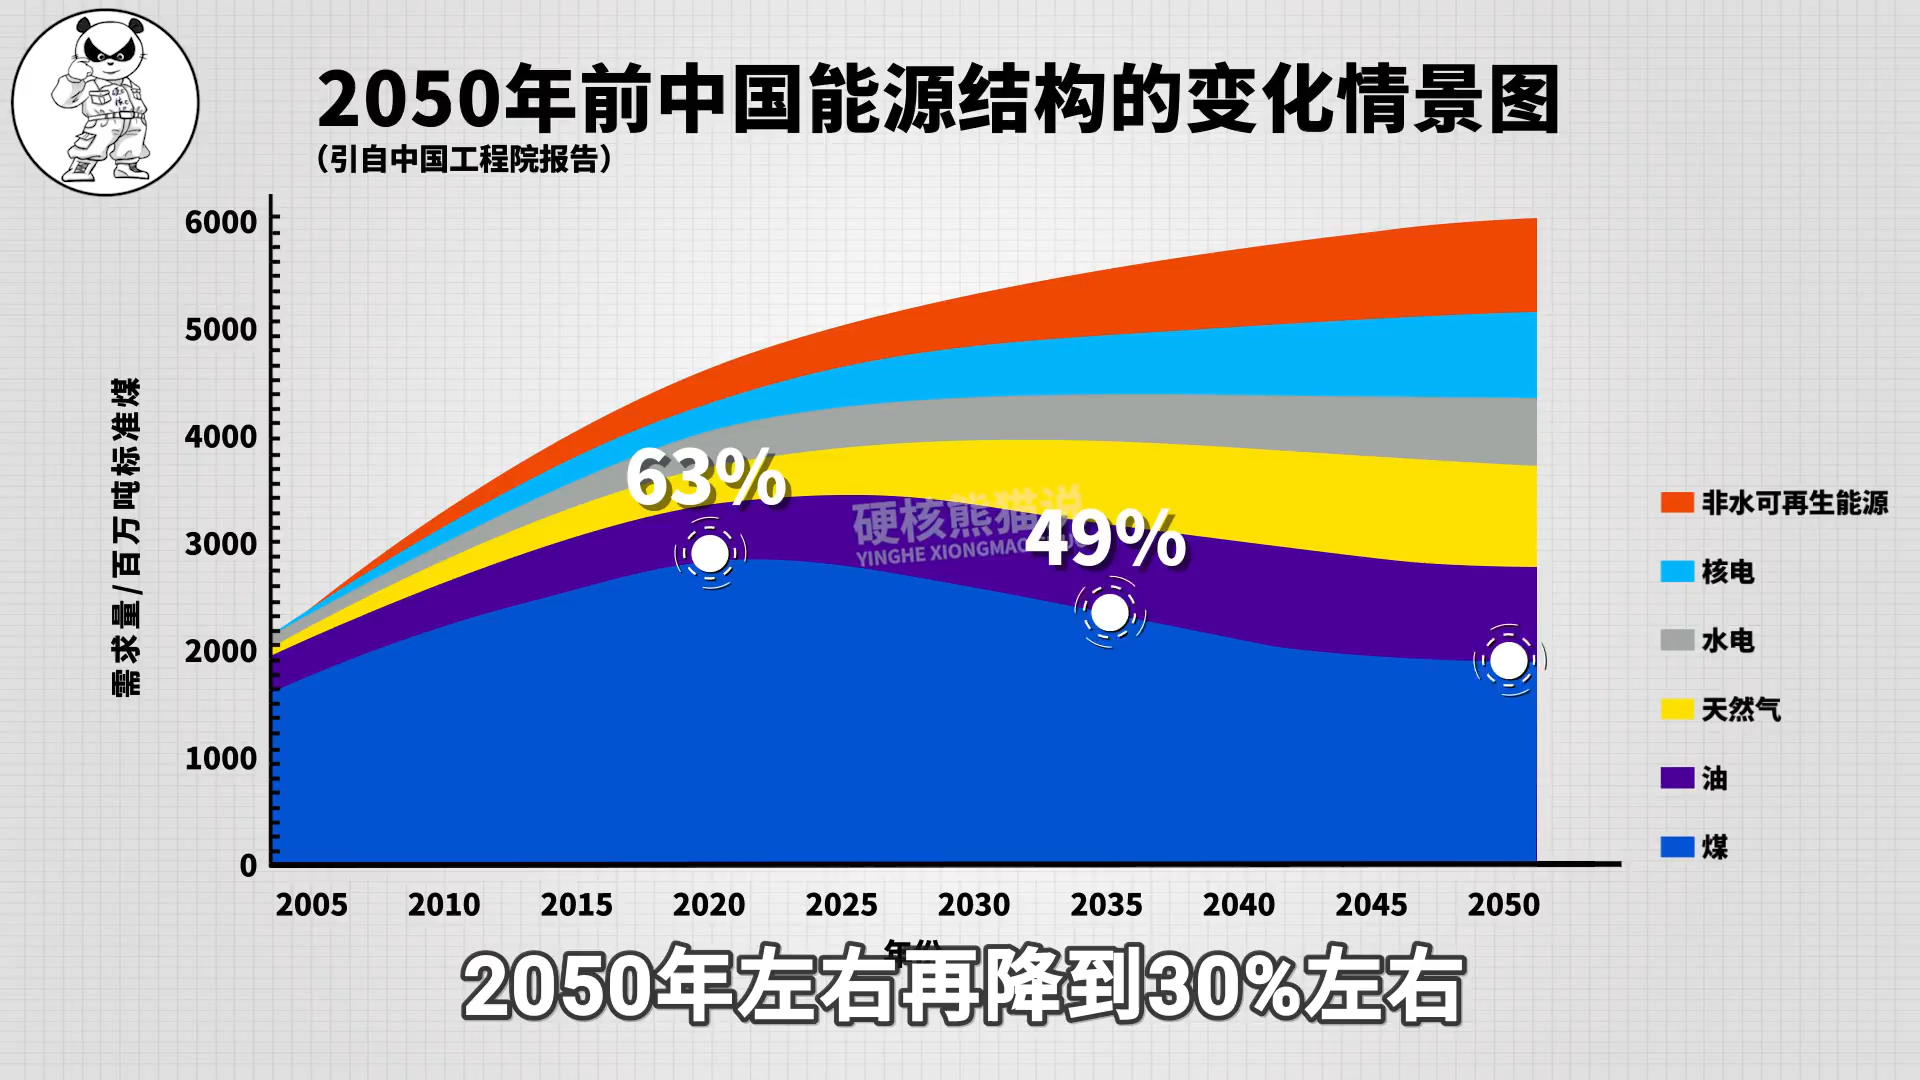 2050年前中国能源结构的变化情景图
（引自中国工程院报告）
需求量/百万吨标准煤
6000
5000
4000
3000
2000
1000
0
63%
49%
硬核熊猫说
2005 2010 2015 2020 2025 2030 2035 2040 2045 2050
年份
非水可再生能源
核电
水电
天然气
油
煤
2050年左右再降到30%左右